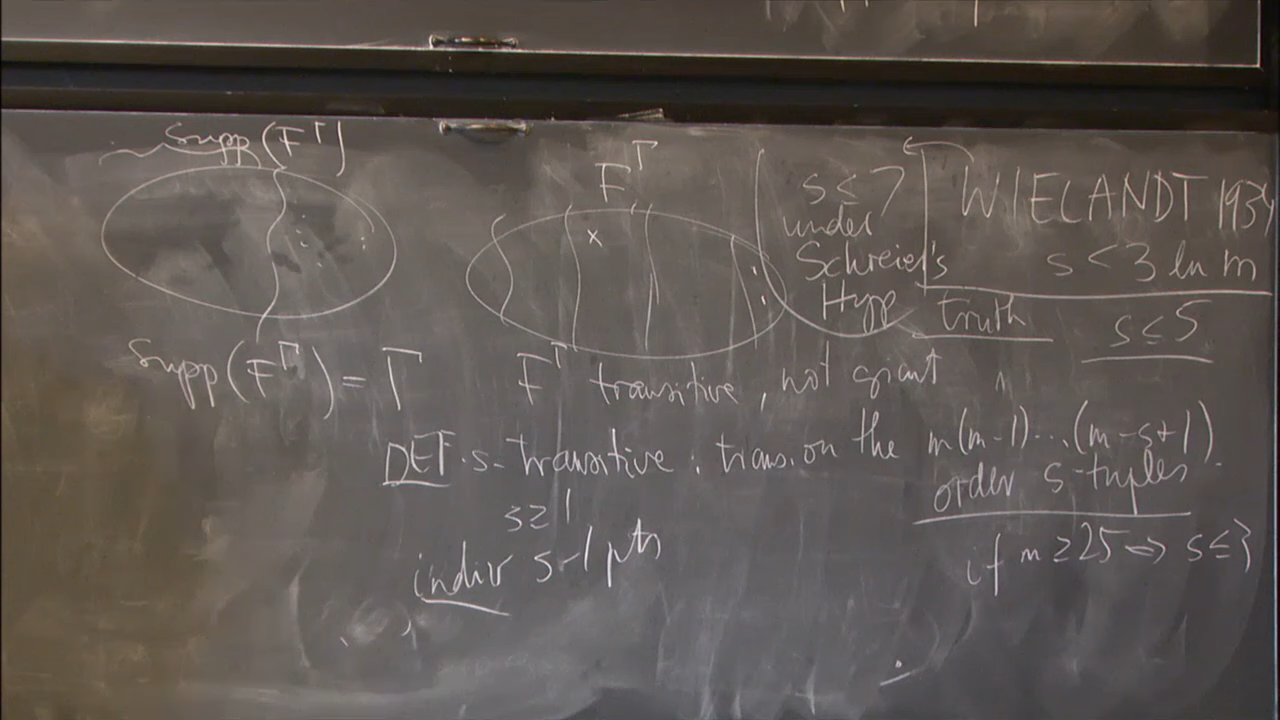 Supp(F^Γ)
Supp(F^Γ) = Γ
F^Γ
x
s ≤ 7
under
Schreier's
Hyp
WIELANDT 1934
s < 3 ln m
truth
s ≤ 5
F^Γ transitive, not giant
DEF. s-transitive : trans. on the m(m-1)...(m-s+1)
order s-tuples
s ≥ 1
indiv s-1 pts
if m ≥ 25 => s ≤ 3